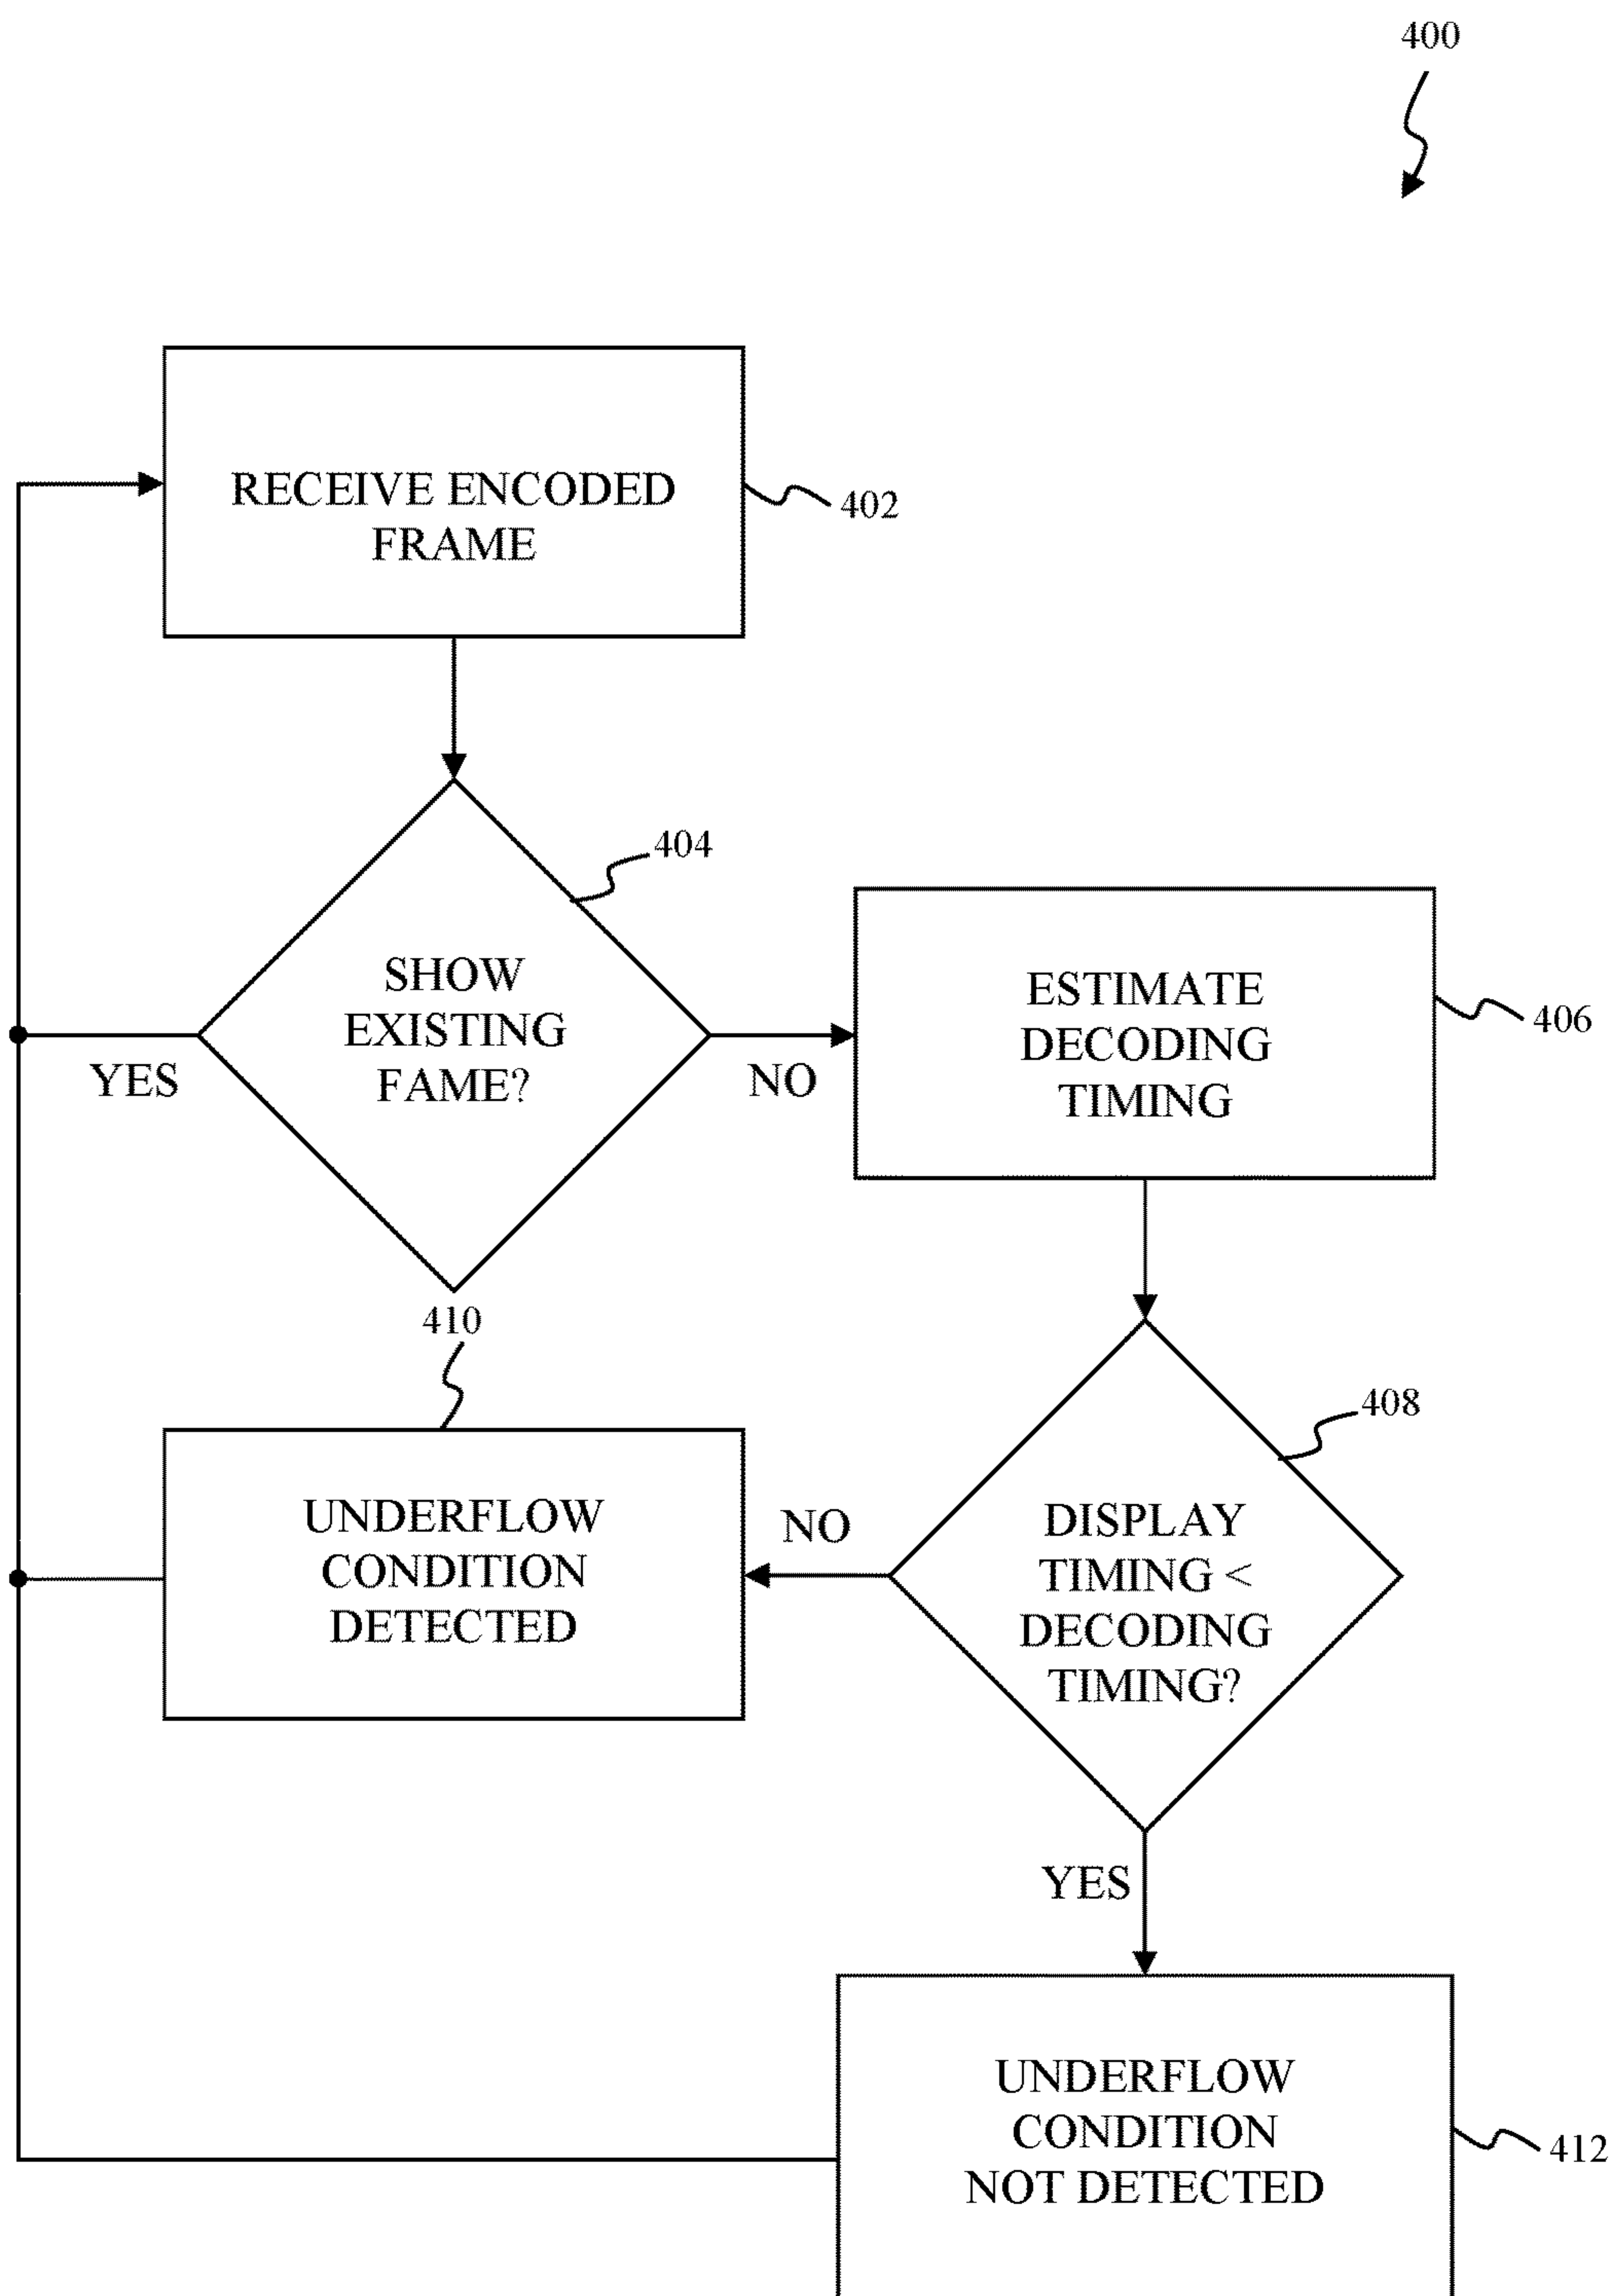 400
RECEIVE ENCODED
FRAME
402
404
SHOW
EXISTING
FAME?
YES
NO
ESTIMATE
DECODING
TIMING
406
410
408
UNDERFLOW
CONDITION
DETECTED
NO
DISPLAY
TIMING <
DECODING
TIMING?
YES
UNDERFLOW
CONDITION
NOT DETECTED
412